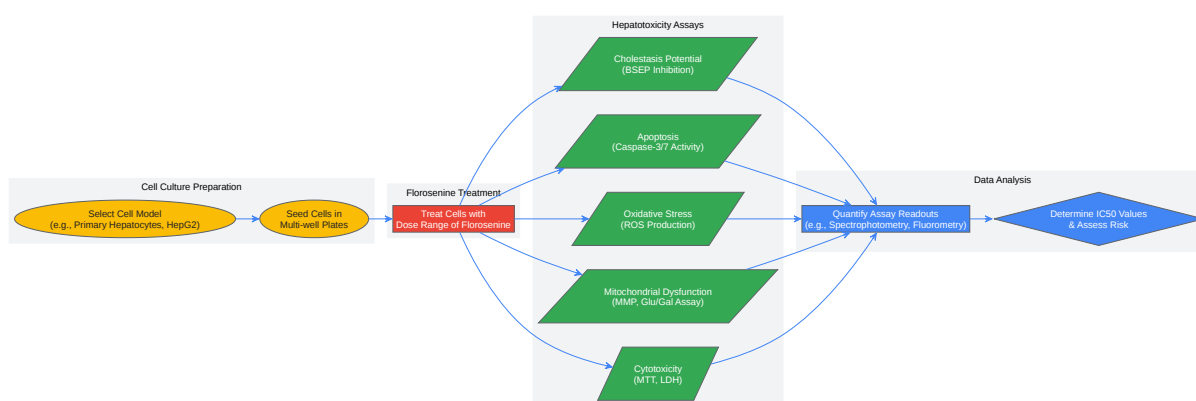 Cell Culture Preparation
Select Cell Model
(e.g., Primary Hepatocytes, HepG2)
Seed Cells in
Multi-well Plates
Florosenine Treatment
Treat Cells with
Dose Range of Florosenine
Hepatotoxicity Assays
Cholestasis Potential
(BSEP Inhibition)
Apoptosis
(Caspase-3/7 Activity)
Oxidative Stress
(ROS Production)
Mitochondrial Dysfunction
(MMP, Glu/Gal Assay)
Cytotoxicity
(MTT, LDH)
Data Analysis
Quantify Assay Readouts
(e.g., Spectrophotometry, Fluorometry)
Determine IC50 Values
& Assess Risk